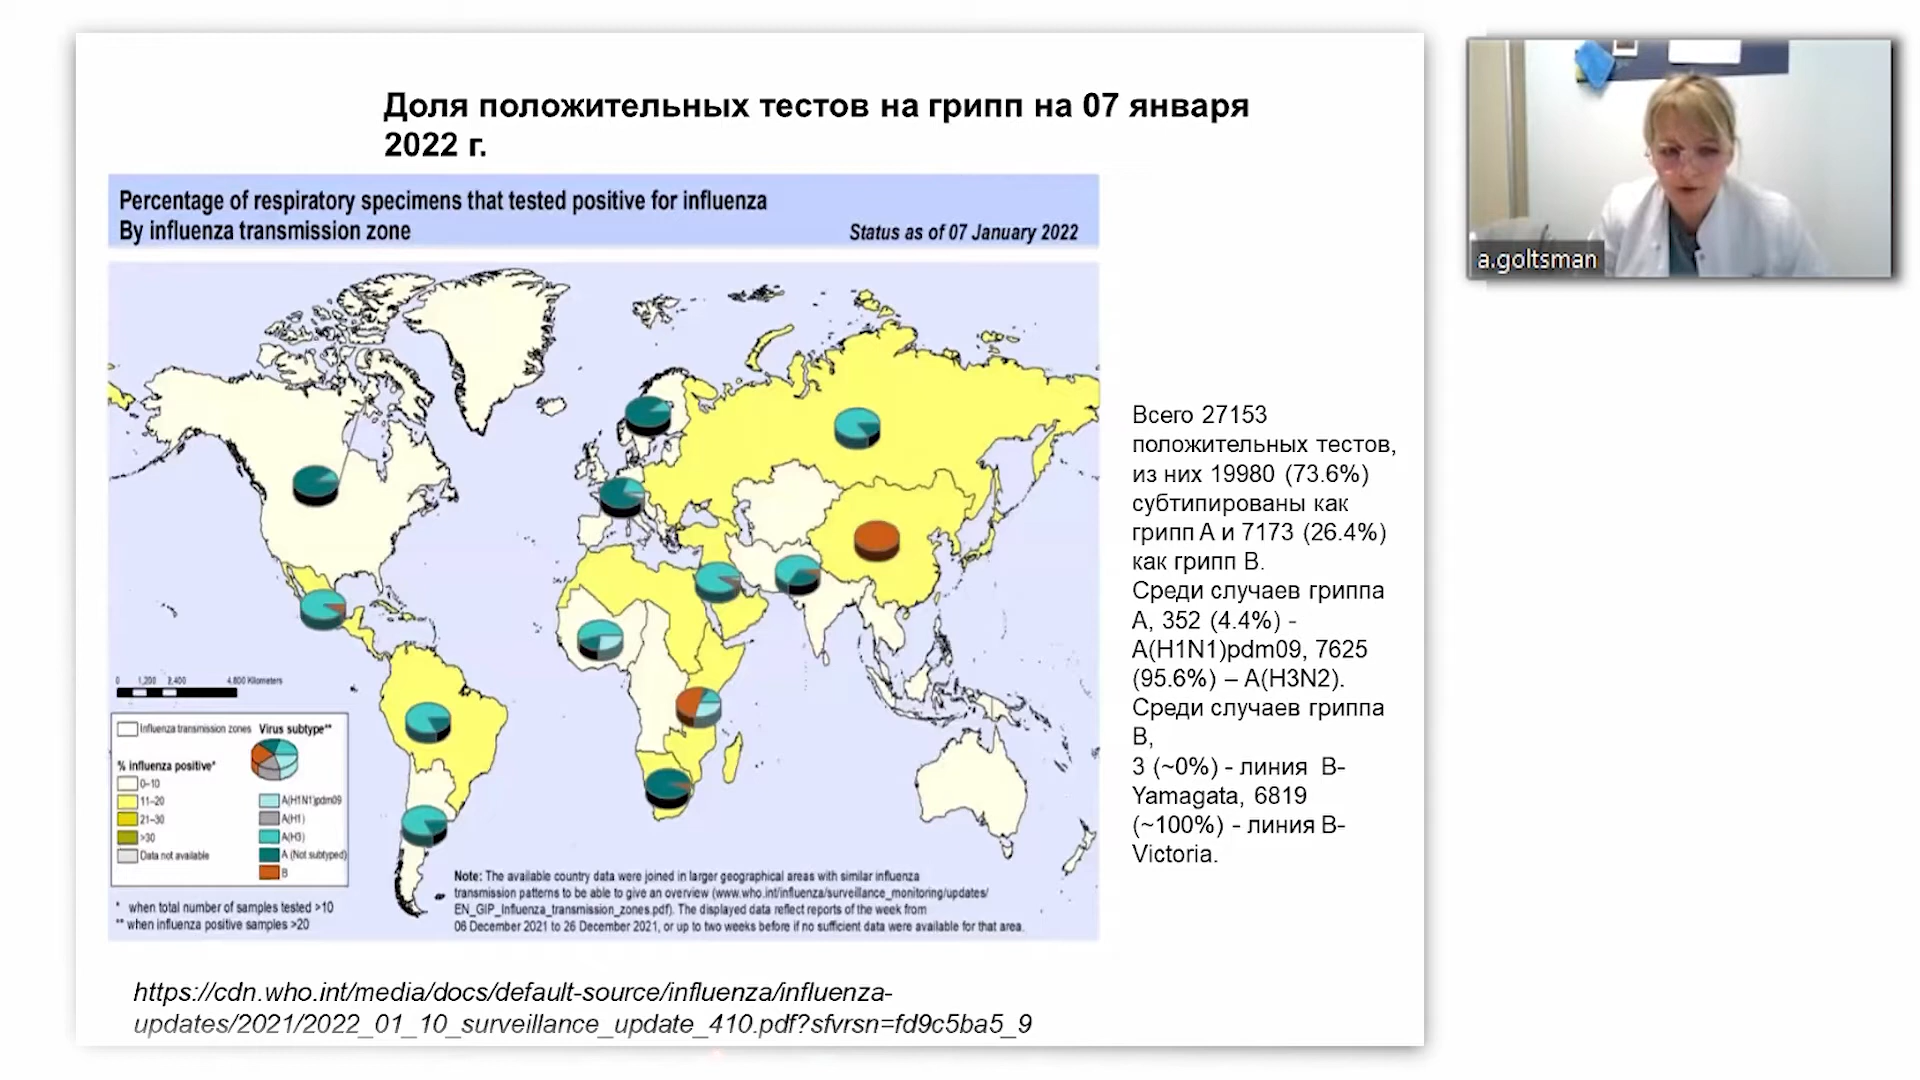 Доля положительных тестов на грипп на 07 января
2022 г.
Percentage of respiratory specimens that tested positive for influenza
By influenza transmission zone
Status as of 07 January 2022
a.goltsman
Всего 27153
положительных тестов,
из них 19980 (73.6%)
субтипированы как
грипп А и 7173 (26.4%)
как грипп В.
Среди случаев гриппа
А, 352 (4.4%) -
A(H1N1)pdm09, 7625
(95.6%) – A(H3N2).
Среди случаев гриппа
В,
3 (~0%) - линия B-
Yamagata, 6819
(~100%) - линия B-
Victoria.
0 1,200 2,400 4,800 Kilometers
Influenza transmission zones
Virus subtype**
% influenza positive*
0–10
11–20
21–30
>30
Data not available
A(H1N1)pdm09
A(H1)
A(H3)
A (Not subtyped)
B
* when total number of samples tested >10
** when influenza positive samples >20
Note: The available country data were joined in larger geographical areas with similar influenza
transmission patterns to be able to give an overview (www.who.int/influenza/surveillance_monitoring/updates/
EN_GIP_Influenza_transmission_zones.pdf). The displayed data reflect reports of the week from
06 December 2021 to 26 December 2021, or up to two weeks before if no sufficient data were available for that area.
https://cdn.who.int/media/docs/default-source/influenza/influenza-
updates/2021/2022_01_10_surveillance_update_410.pdf?sfvrsn=fd9c5ba5_9